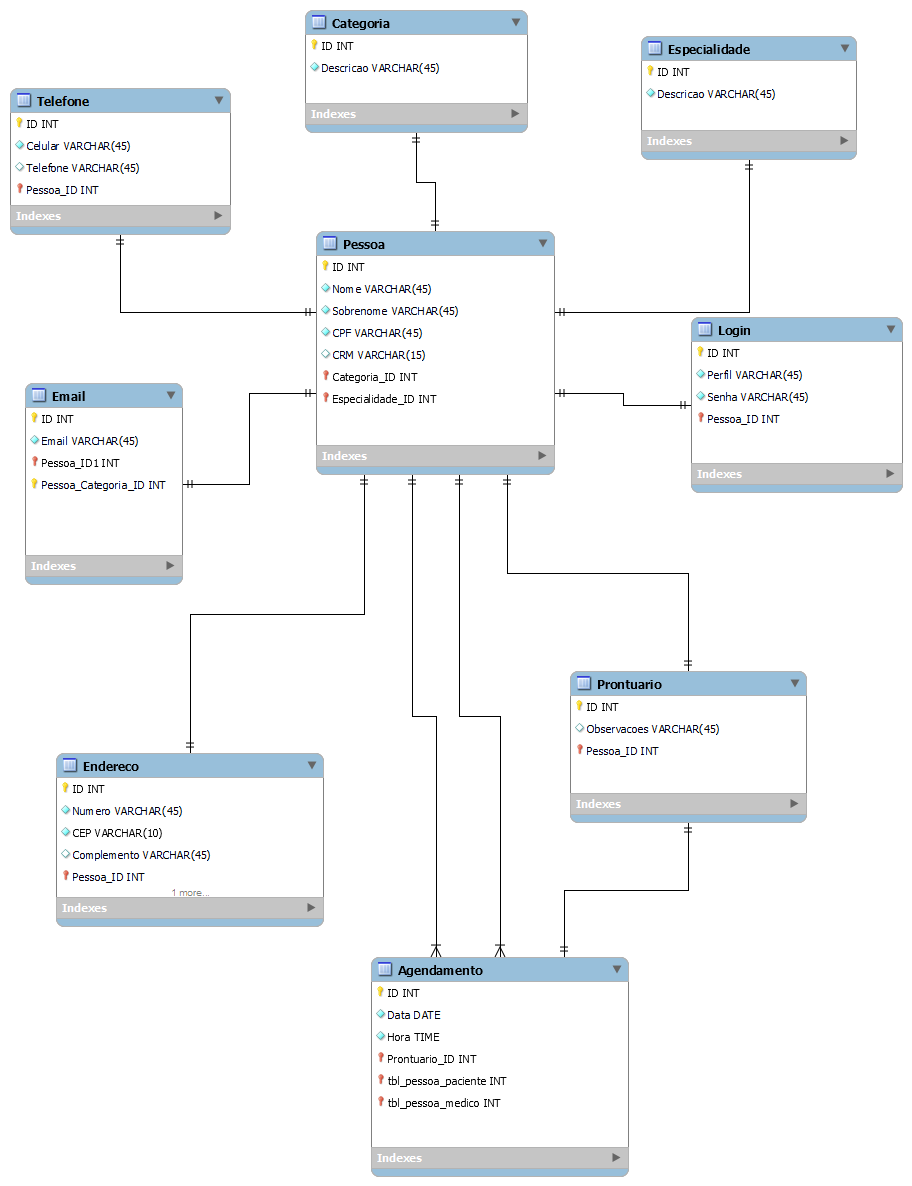 Categoria
ID INT
Descricao VARCHAR(45)
Indexes
Especialidade
ID INT
Descricao VARCHAR(45)
Indexes
Telefone
ID INT
Celular VARCHAR(45)
Telefone VARCHAR(45)
Pessoa_ID INT
Indexes
Pessoa
ID INT
Nome VARCHAR(45)
Sobrenome VARCHAR(45)
CPF VARCHAR(45)
CRM VARCHAR(15)
Categoria_ID INT
Especialidade_ID INT
Indexes
Login
ID INT
Perfil VARCHAR(45)
Senha VARCHAR(45)
Pessoa_ID INT
Indexes
Email
ID INT
Email VARCHAR(45)
Pessoa_ID1 INT
Pessoa_Categoria_ID INT
Indexes
Prontuario
ID INT
Observacoes VARCHAR(45)
Pessoa_ID INT
Indexes
Endereco
ID INT
Numero VARCHAR(45)
CEP VARCHAR(10)
Complemento VARCHAR(45)
Pessoa_ID INT
1 more...
Indexes
Agendamento
ID INT
Data DATE
Hora TIME
Prontuario_ID INT
tbl_pessoa_paciente INT
tbl_pessoa_medico INT
Indexes